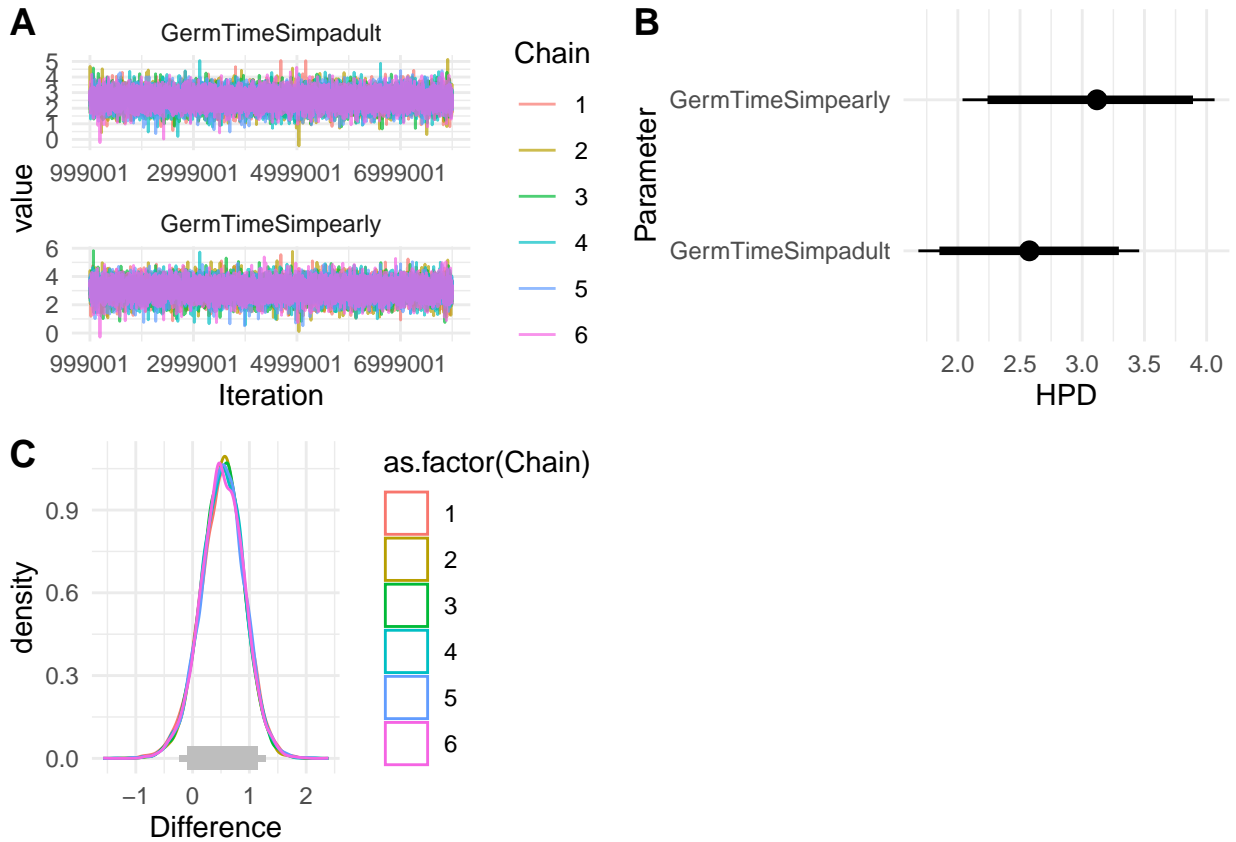 A
GermTimeSimpadult
5
4
3
2
1
0
999001 2999001 4999001 6999001
value
GermTimeSimpearly
6
4
2
0
999001 2999001 4999001 6999001
Iteration
Chain
1
2
3
4
5
6
B
Parameter
GermTimeSimpearly
GermTimeSimpadult
2.0 2.5 3.0 3.5 4.0
HPD
C
density
0.9
0.6
0.3
0.0
−1 0 1 2
Difference
as.factor(Chain)
1
2
3
4
5
6